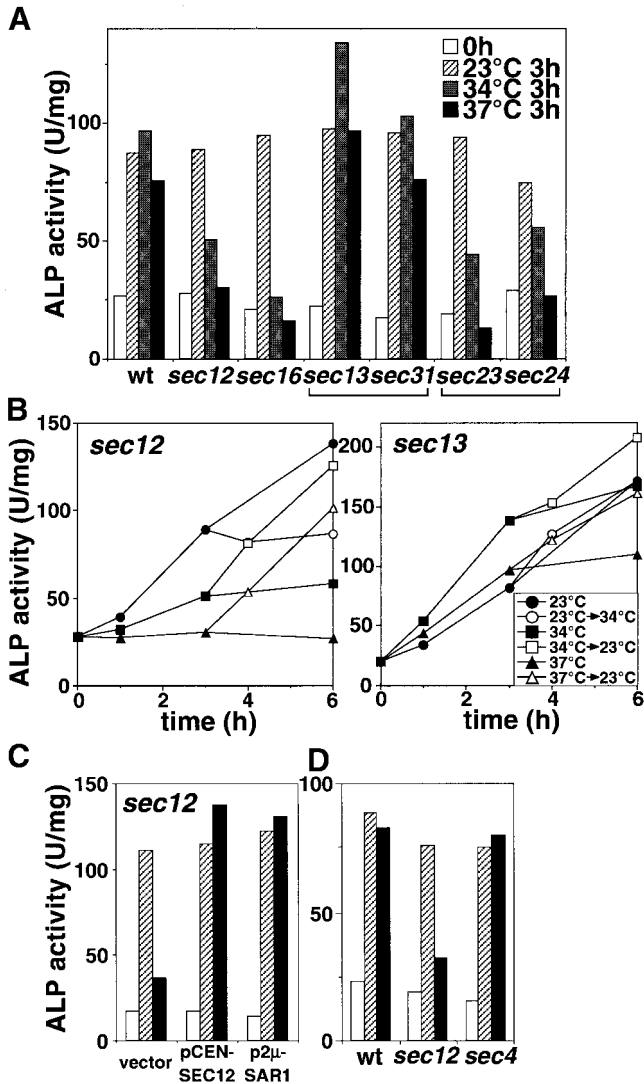 A
ALP activity (U/mg)
100
50
0
0h
23°C 3h
34°C 3h
37°C 3h
wt sec12 sec16 sec13 sec31 sec23 sec24
B
ALP activity (U/mg)
150
100
50
0
sec12
0 2 4 6
time (h)
200
150
100
50
0
sec13
23°C
23°C→34°C
34°C
34°C→23°C
37°C
37°C→23°C
0 2 4 6
time (h)
C
ALP activity (U/mg)
150
100
50
0
sec12
vector pCEN-SEC12 p2μ-SAR1
D
100
50
0
wt sec12 sec4